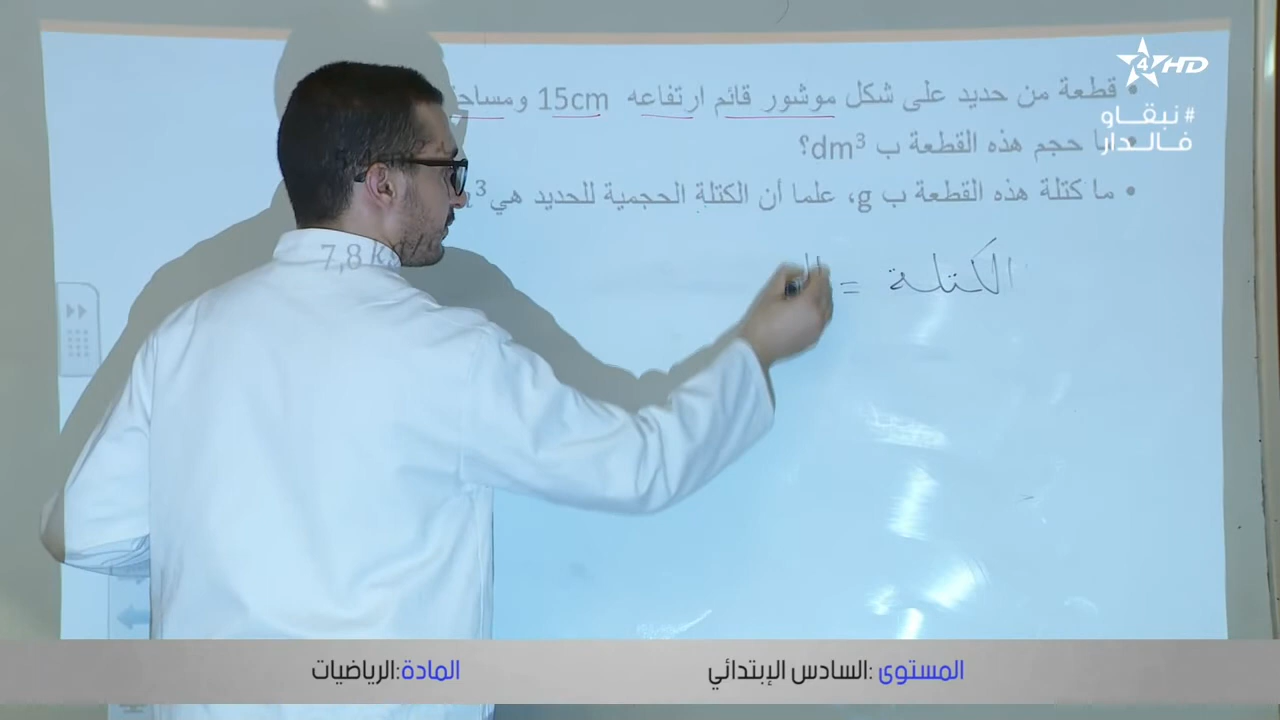 • قطعة من حديد على شكل موشور قائم ارتفاعه 15cm ومساحة
حجم هذه القطعة ب dm³؟
• ما كتلة هذه القطعة ب g، علما أن الكتلة الحجمية للحديد هي
7,8 kg/
الكتلة =
4 HD
# نبقاو
فالدار
المستوى :السادس الإبتدائي
المادة:الرياضيات